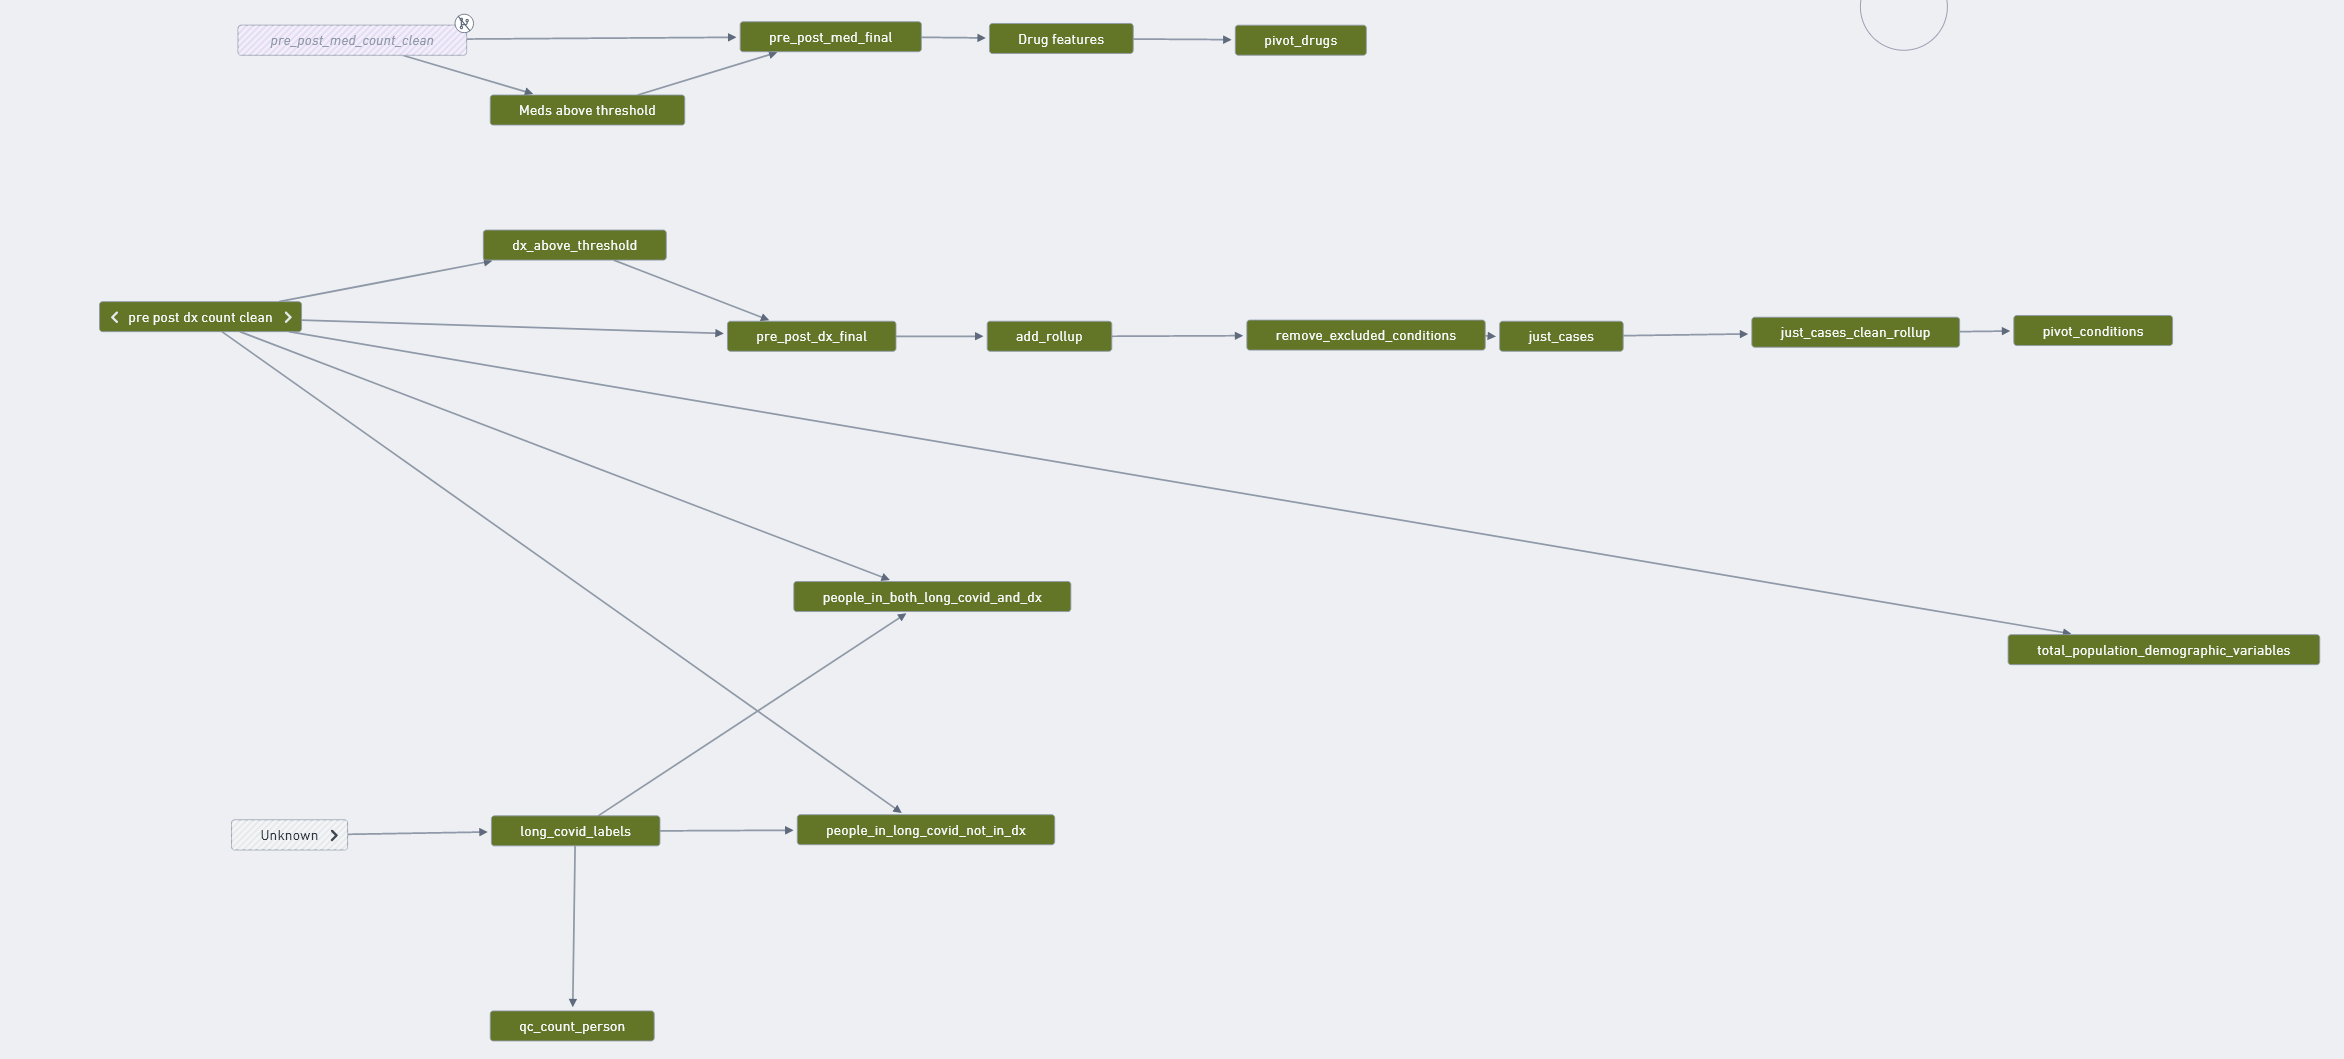 pre_post_med_count_clean
pre_post_med_final
Drug features
pivot_drugs
Meds above threshold
dx_above_threshold
pre post dx count clean
pre_post_dx_final
add_rollup
remove_excluded_conditions
just_cases
just_cases_clean_rollup
pivot_conditions
people_in_both_long_covid_and_dx
total_population_demographic_variables
Unknown
long_covid_labels
people_in_long_covid_not_in_dx
qc_count_person